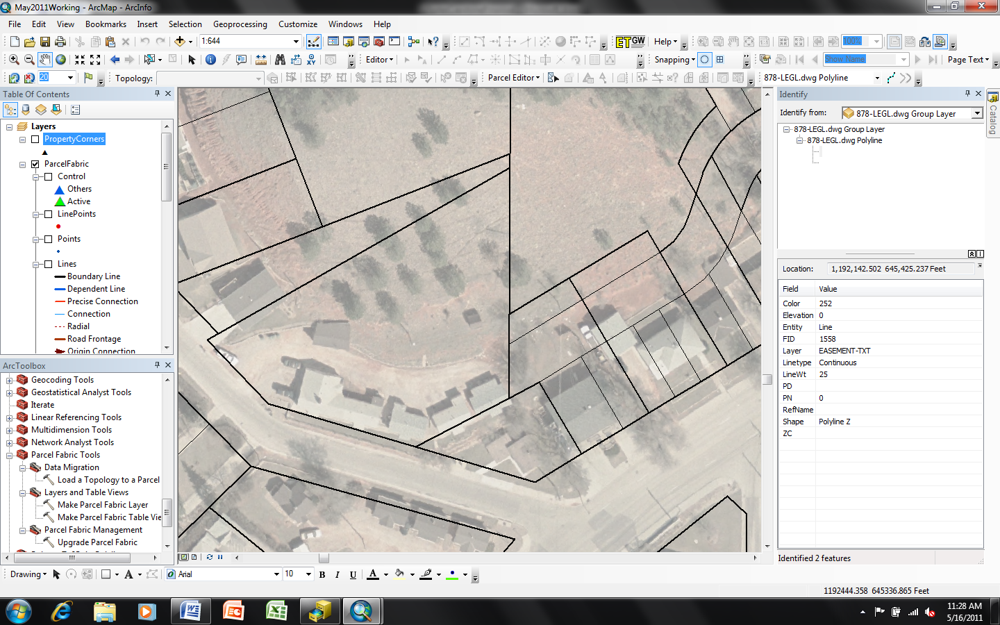 May2011Working - ArcMap - ArcInfo
File Edit View Bookmarks Insert Selection Geoprocessing Customize Windows Help
1:644 ET GW Help 100%
Editor Snapping Show Name Page Text
20 Topology: Parcel Editor 878-LEGL.dwg Polyline
Table Of Contents
Layers
PropertyCorners
ParcelFabric
Control
Others
Active
LinePoints
Points
Lines
Boundary Line
Dependent Line
Precise Connection
Connection
Radial
Road Frontage
Origin Connection
ArcToolbox
Geocoding Tools
Geostatistical Analyst Tools
Iterate
Linear Referencing Tools
Multidimension Tools
Network Analyst Tools
Parcel Fabric Tools
Data Migration
Load a Topology to a Parcel
Layers and Table Views
Make Parcel Fabric Layer
Make Parcel Fabric Table Vie
Parcel Fabric Management
Upgrade Parcel Fabric
Identify
Identify from: 878-LEGL.dwg Group Layer
878-LEGL.dwg Group Layer
878-LEGL.dwg Polyline
Catalog
Location: 1,192,142.502 645,425.237 Feet
Field Value
Color 252
Elevation 0
Entity Line
FID 1558
Layer EASEMENT-TXT
Linetype Continuous
LineWt 25
PD
PN 0
RefName
Shape Polyline Z
ZC
Identified 2 features
Drawing A Arial 10 B I U A
1192444.358 645336.865 Feet
11:28 AM
5/16/2011